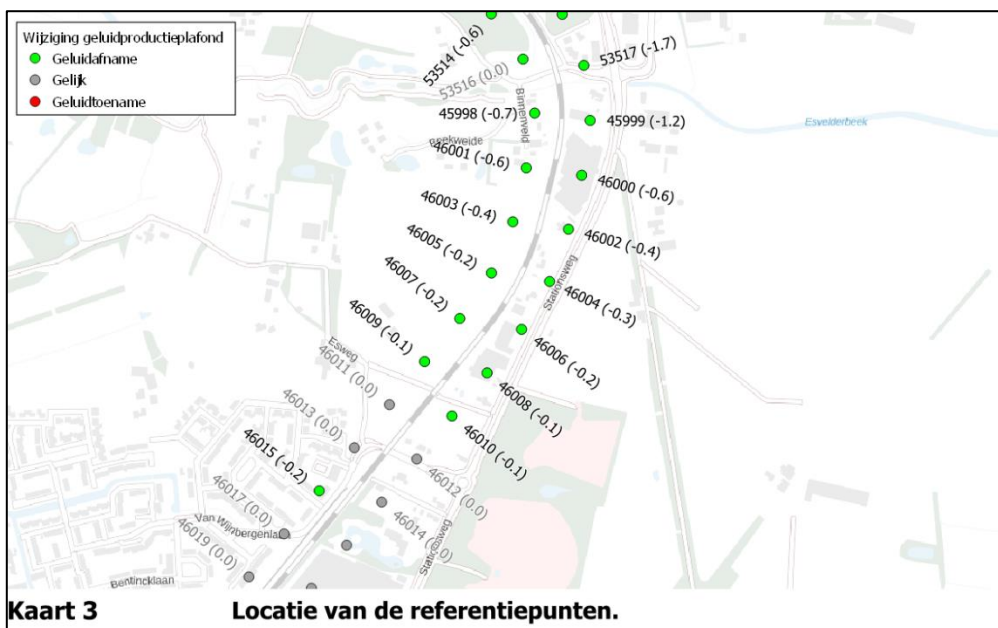 Wijziging geluidproductieplafond
Geluidafname
Gelijk
Geluidtoename
53514 (-0.6)
53516 (0.0)
53517 (-1.7)
45998 (-0.7)
Binnenveld
45999 (-1.2)
Esvelderbeek
Beekweide
46001 (-0.6)
46000 (-0.6)
46003 (-0.4)
46002 (-0.4)
46005 (-0.2)
Stationsweg
46004 (-0.3)
46007 (-0.2)
46006 (-0.2)
46009 (-0.1)
Esweg
46008 (-0.1)
46011 (0.0)
46010 (-0.1)
46013 (0.0)
46012 (0.0)
46015 (-0.2)
46014 (0.0)
46017 (0.0)
Stationsweg
Van Wijnbergenlaan
46019 (0.0)
Bentincklaan
Kaart 3 Locatie van de referentiepunten.